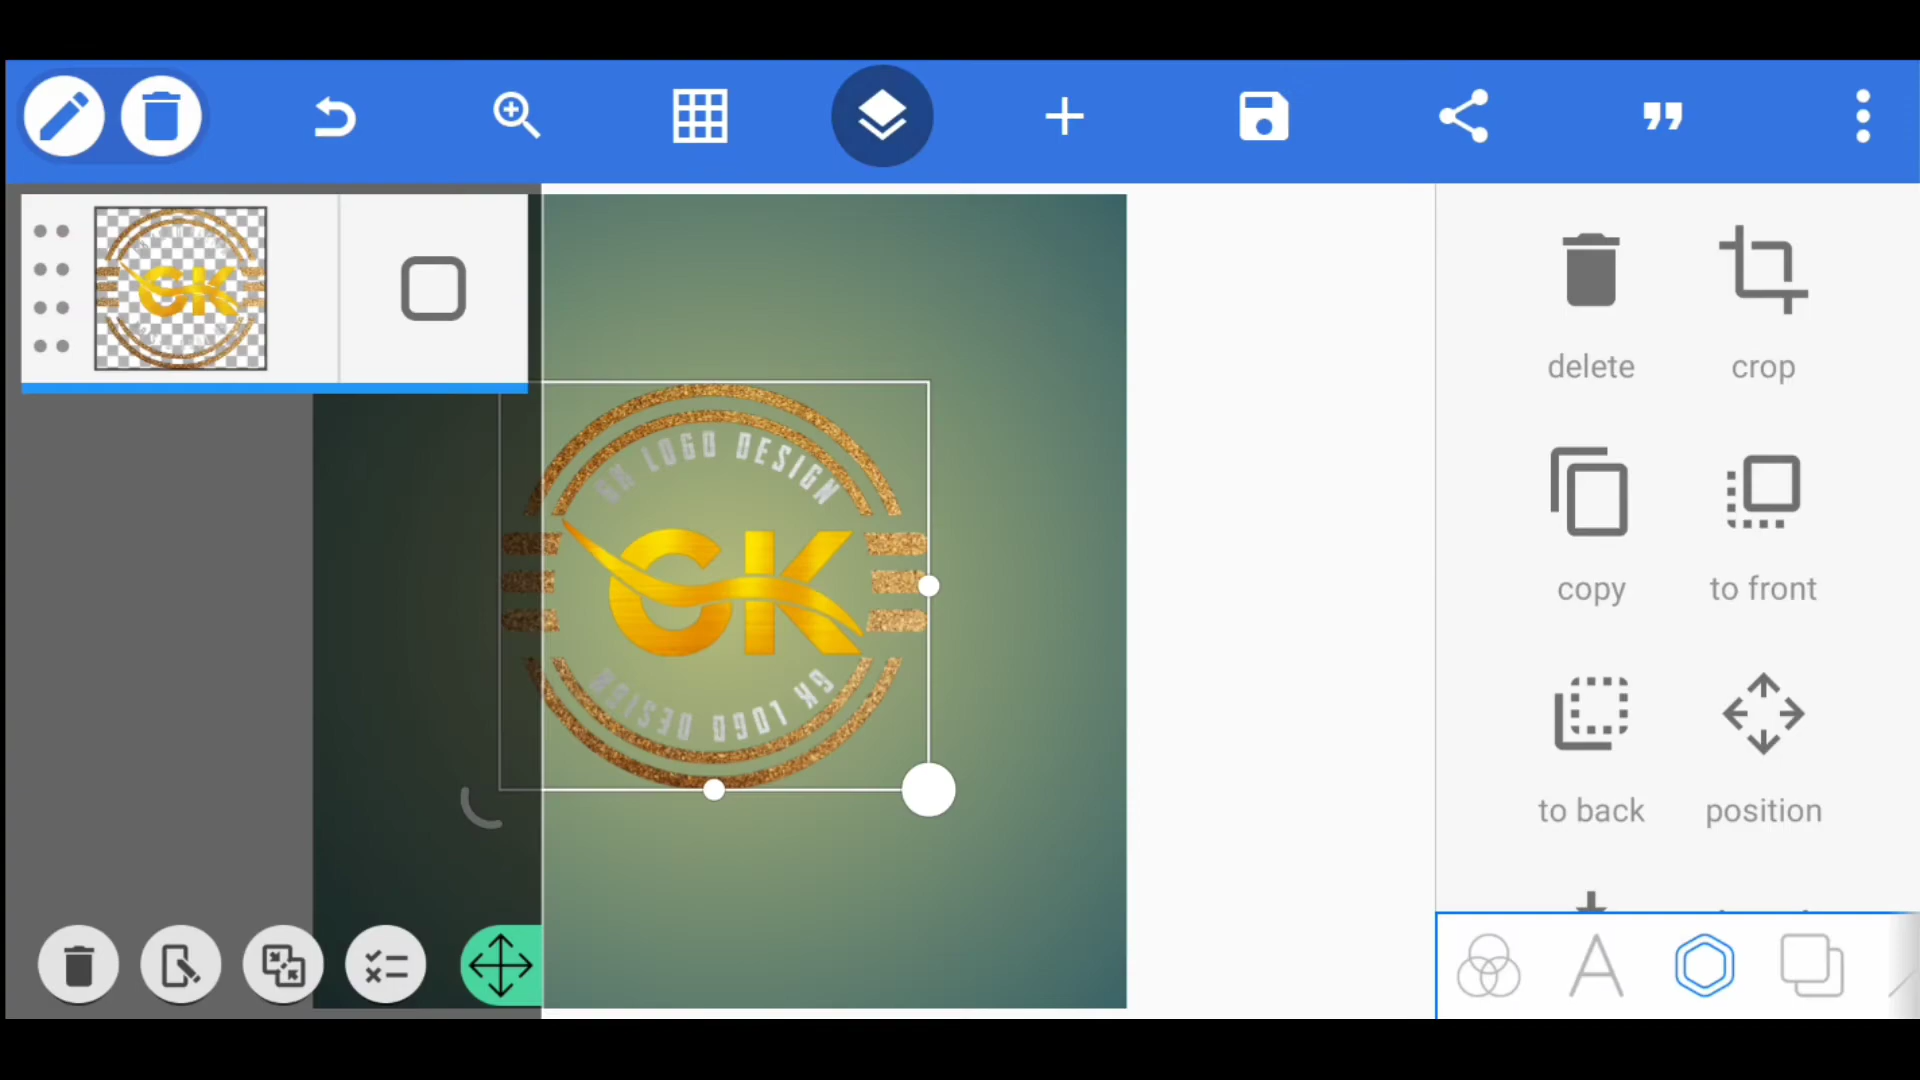 delete
crop
GK LOGO DESIGN
GK
GK LOGO DESIGN
copy
to front
to back
position